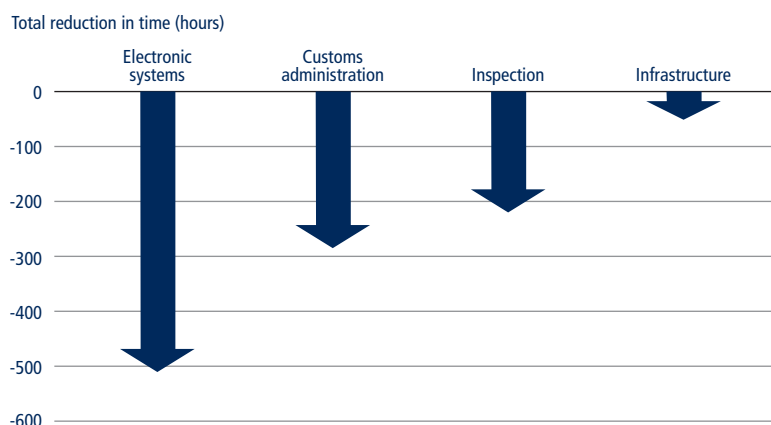 Total reduction in time (hours)
Electronic
systems
Customs
administration
Inspection
Infrastructure
0
-100
-200
-300
-400
-500
-600